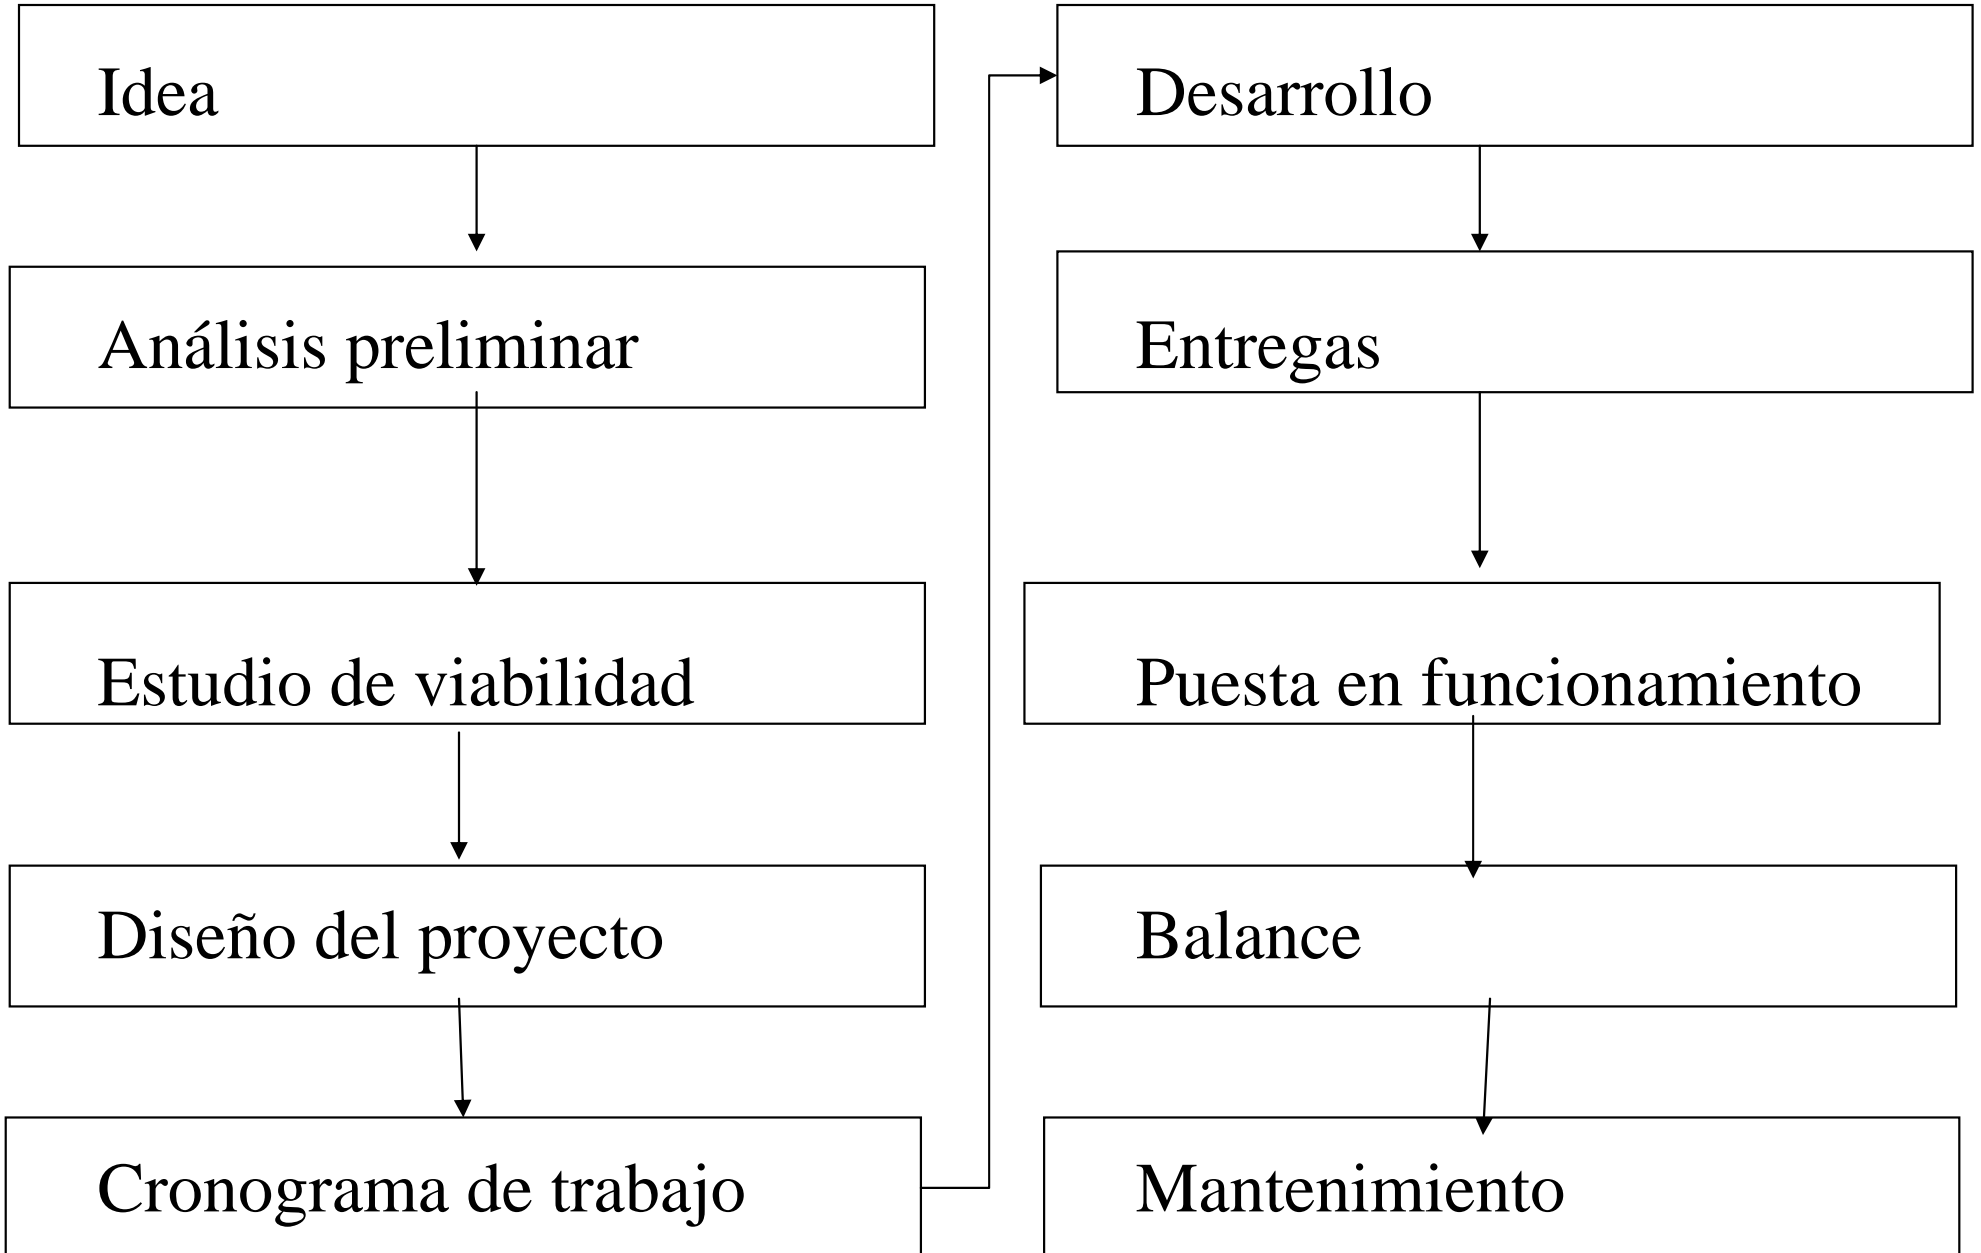 Idea
Análisis preliminar
Estudio de viabilidad
Diseño del proyecto
Cronograma de trabajo
Desarrollo
Entregas
Puesta en funcionamiento
Balance
Mantenimiento